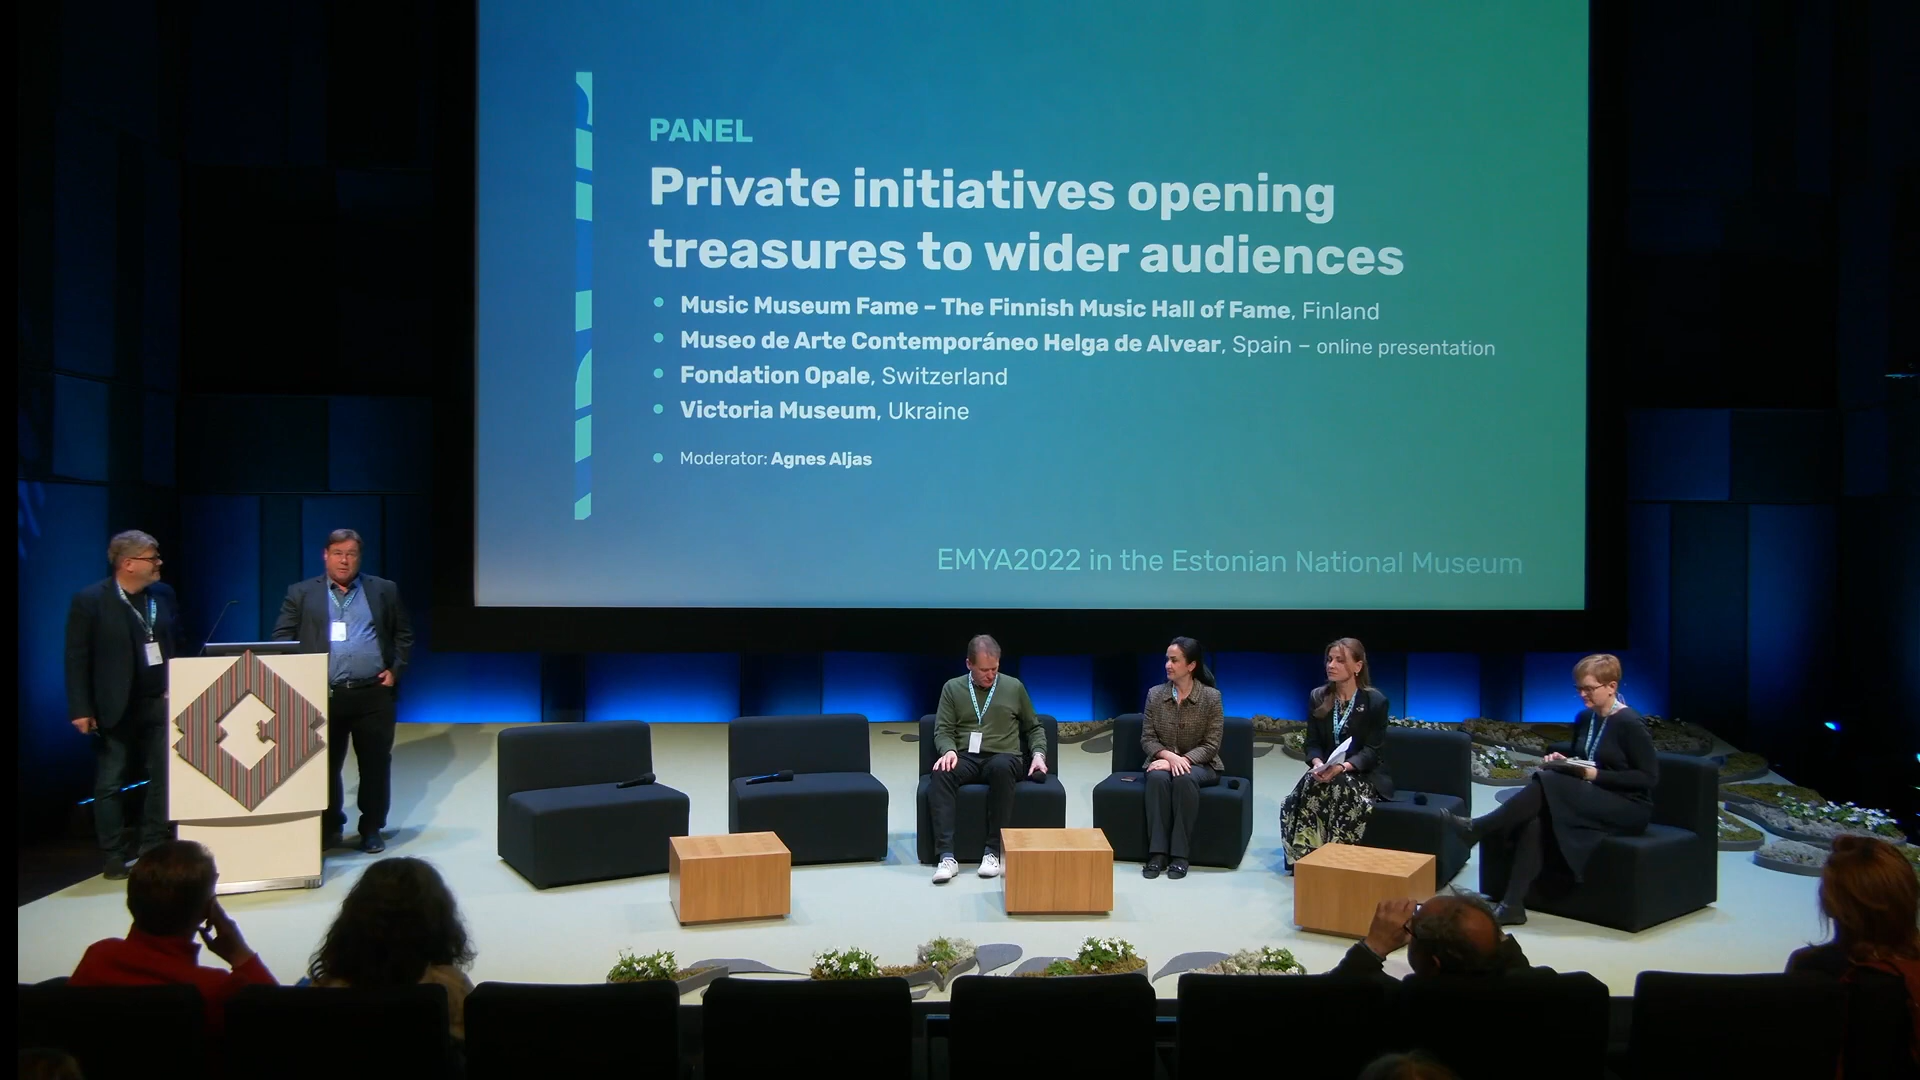 PANEL
Private initiatives opening
treasures to wider audiences
• Music Museum Fame – The Finnish Music Hall of Fame, Finland
• Museo de Arte Contemporáneo Helga de Alvear, Spain – online presentation
• Fondation Opale, Switzerland
• Victoria Museum, Ukraine
• Moderator: Agnes Aljas
EMYA2022 in the Estonian National Museum